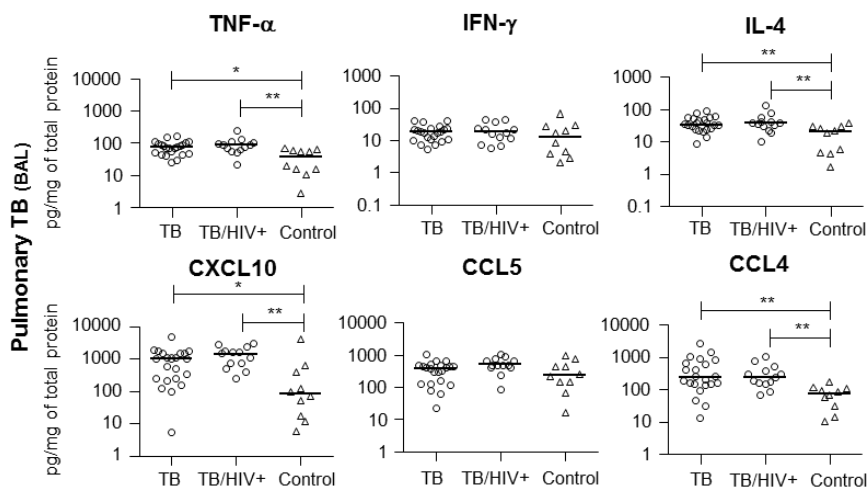 TNF-α
IFN-γ
IL-4
Pulmonary TB (BAL)
pg/mg of total protein
10000
1000
100
10
1
*
**
TB
TB/HIV+
Control
1000
100
10
1
0.1
TB
TB/HIV+
Control
1000
100
10
1
0.1
**
**
TB
TB/HIV+
Control
CXCL10
CCL5
CCL4
pg/mg of total protein
10000
1000
100
10
1
*
**
TB
TB/HIV+
Control
10000
1000
100
10
1
TB
TB/HIV+
Control
10000
1000
100
10
1
**
**
TB
TB/HIV+
Control